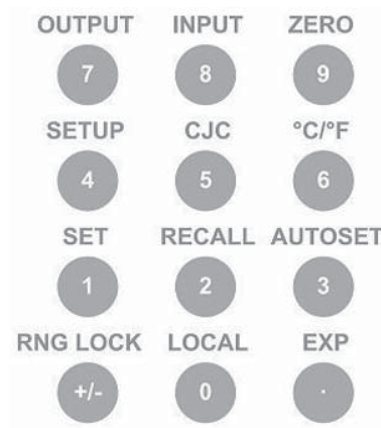 OUTPUT INPUT ZERO
7 8 9
SETUP CJC °C/°F
4 5 6
SET RECALL AUTOSET
1 2 3
RNG LOCK LOCAL EXP
+/- 0 .